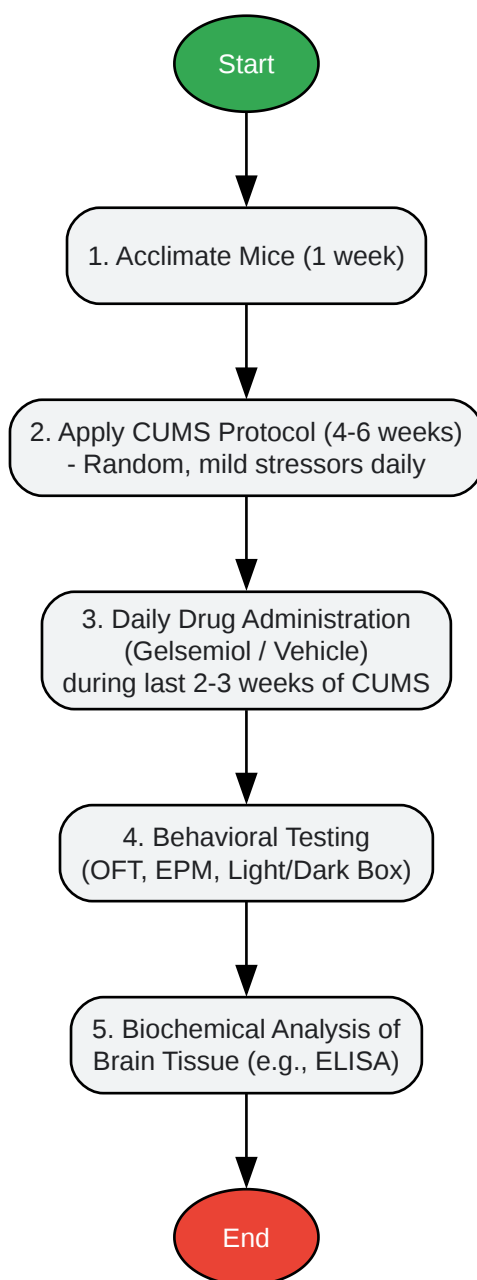 Start
1. Acclimate Mice (1 week)
2. Apply CUMS Protocol (4-6 weeks)
- Random, mild stressors daily
3. Daily Drug Administration
(Gelsemiol / Vehicle)
during last 2-3 weeks of CUMS
4. Behavioral Testing
(OFT, EPM, Light/Dark Box)
5. Biochemical Analysis of
Brain Tissue (e.g., ELISA)
End